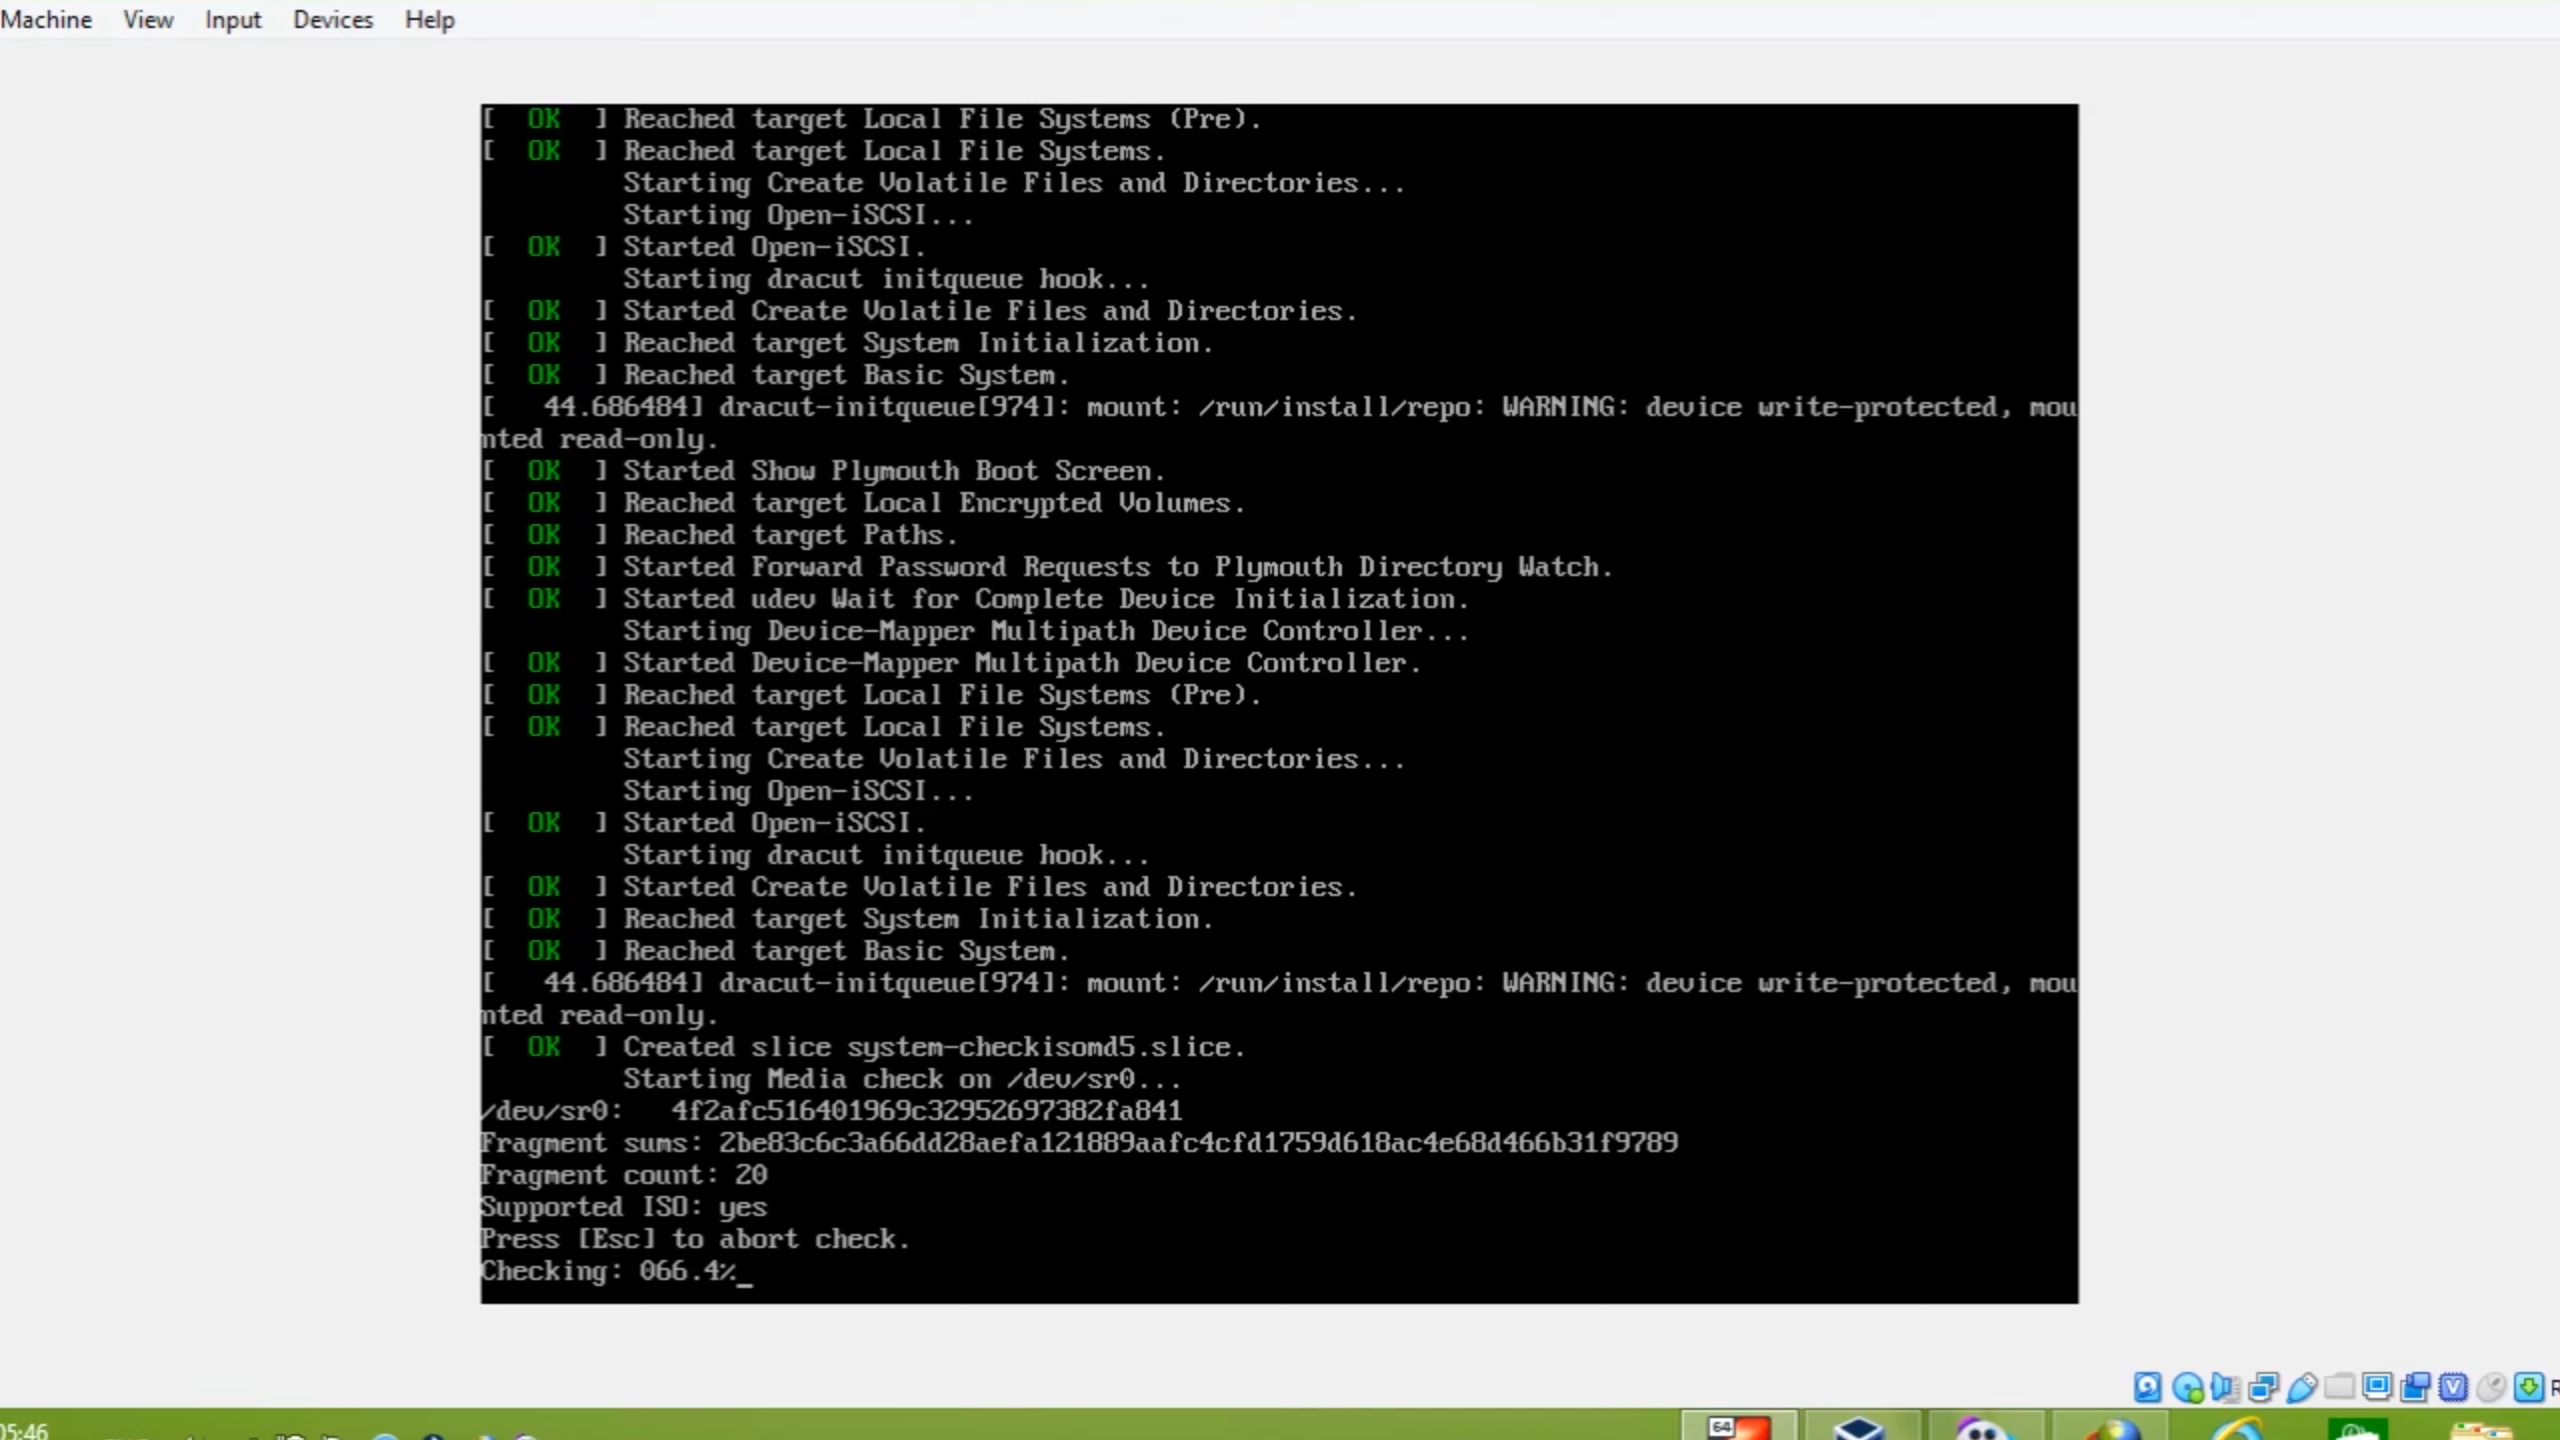 Machine View Input Devices Help
[  OK  ] Reached target Local File Systems (Pre).
[  OK  ] Reached target Local File Systems.
Starting Create Volatile Files and Directories...
Starting Open-iSCSI...
[  OK  ] Started Open-iSCSI.
Starting dracut initqueue hook...
[  OK  ] Started Create Volatile Files and Directories.
[  OK  ] Reached target System Initialization.
[  OK  ] Reached target Basic System.
[   44.686484] dracut-initqueue[974]: mount: /run/install/repo: WARNING: device write-protected, mou
nted read-only.
[  OK  ] Started Show Plymouth Boot Screen.
[  OK  ] Reached target Local Encrypted Volumes.
[  OK  ] Reached target Paths.
[  OK  ] Started Forward Password Requests to Plymouth Directory Watch.
[  OK  ] Started udev Wait for Complete Device Initialization.
Starting Device-Mapper Multipath Device Controller...
[  OK  ] Started Device-Mapper Multipath Device Controller.
[  OK  ] Reached target Local File Systems (Pre).
[  OK  ] Reached target Local File Systems.
Starting Create Volatile Files and Directories...
Starting Open-iSCSI...
[  OK  ] Started Open-iSCSI.
Starting dracut initqueue hook...
[  OK  ] Started Create Volatile Files and Directories.
[  OK  ] Reached target System Initialization.
[  OK  ] Reached target Basic System.
[   44.686484] dracut-initqueue[974]: mount: /run/install/repo: WARNING: device write-protected, mou
nted read-only.
[  OK  ] Created slice system-checkisomd5.slice.
Starting Media check on /dev/sr0...
/dev/sr0:   4f2afc516401969c32952697382fa841
Fragment sums: 2be83c6c3a66dd28aefa121889aafc4cfd1759d618ac4e68d466b31f9789
Fragment count: 20
Supported ISO: yes
Press [Esc] to abort check.
Checking: 066.4%_
05:46
64